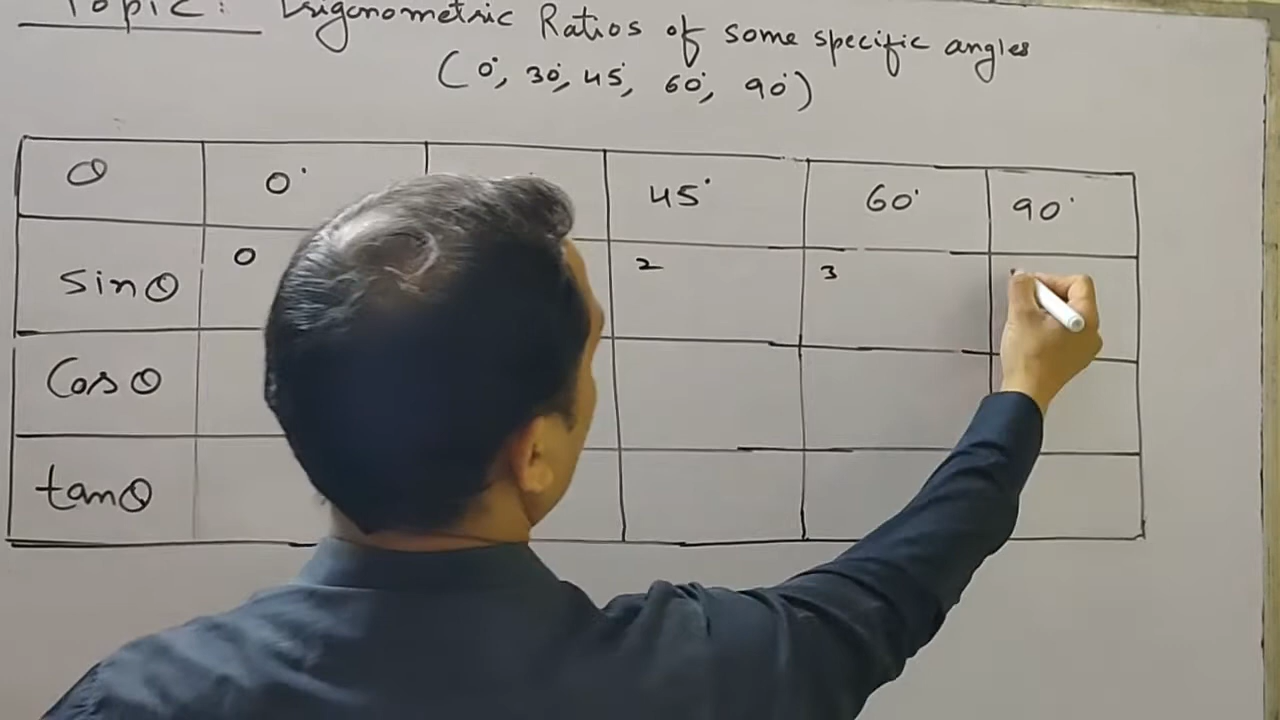 Topic: Trigonometric Ratios of some specific angles
(0°, 30°, 45°, 60°, 90°)
θ 0° 45° 60° 90°
sinθ 0 2 3
Cosθ
tanθ